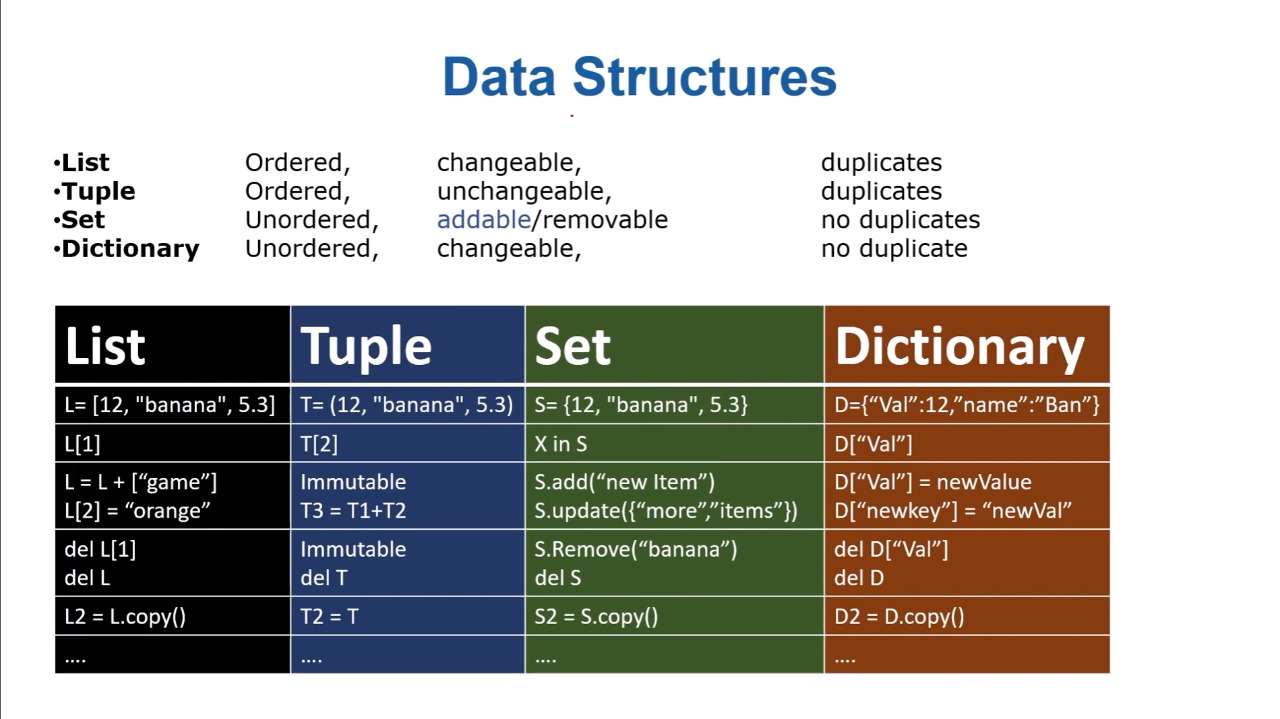 Data Structures
•List Ordered, changeable, duplicates
•Tuple Ordered, unchangeable, duplicates
•Set Unordered, addable/removable no duplicates
•Dictionary Unordered, changeable, no duplicate
List Tuple Set Dictionary
L= [12, "banana", 5.3] T= (12, "banana", 5.3) S= {12, "banana", 5.3} D={“Val”:12,”name”:”Ban”}
L[1] T[2] X in S D[“Val”]
L = L + [“game”] Immutable S.add(“new Item”) D[“Val”] = newValue
L[2] = “orange” T3 = T1+T2 S.update({“more”,”items”}) D[“newkey”] = “newVal”
del L[1] Immutable S.Remove(“banana”) del D[“Val”]
del L del T del S del D
L2 = L.copy() T2 = T S2 = S.copy() D2 = D.copy()
.... .... .... ....